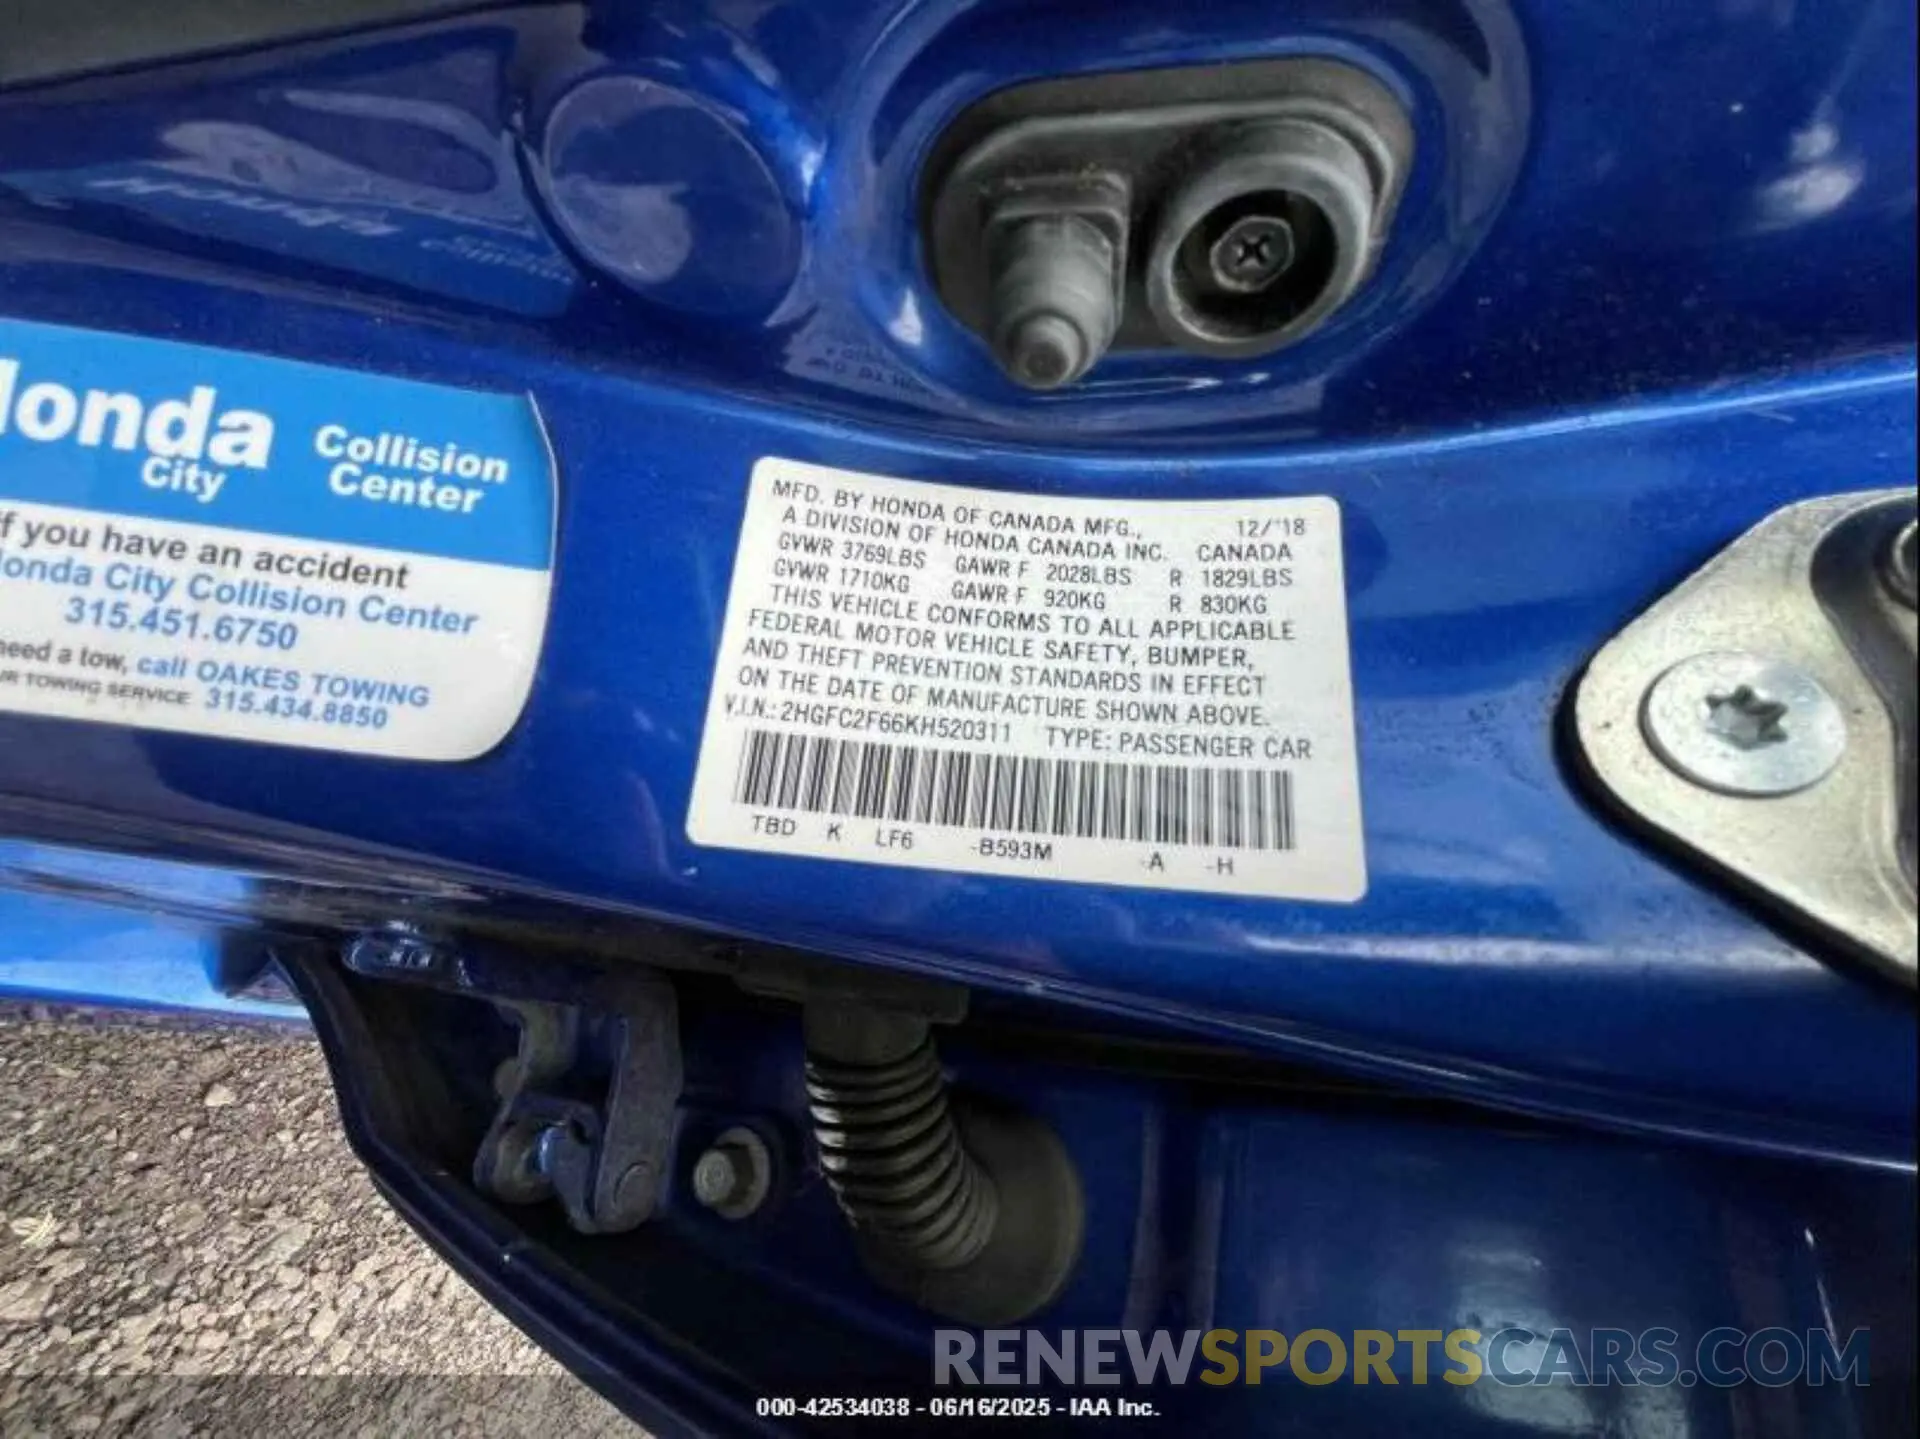 Honda
City
Collision
Center
if you have an accident
Honda City Collision Center
315.451.6750
need a tow, call OAKES TOWING
TOWING SERVICE 315.434.8850
MFD. BY HONDA OF CANADA MFG., 12/'18
A DIVISION OF HONDA CANADA INC. CANADA
GVWR 3769LBS GAWR F 2028LBS R 1829LBS
GVWR 1710KG GAWR F 920KG R 830KG
THIS VEHICLE CONFORMS TO ALL APPLICABLE
FEDERAL MOTOR VEHICLE SAFETY, BUMPER,
AND THEFT PREVENTION STANDARDS IN EFFECT
ON THE DATE OF MANUFACTURE SHOWN ABOVE.
V.I.N.: 2HGFC2F66KH520311 TYPE: PASSENGER CAR
TBD K LF6 -B593M -A -H
RENEWSPORTSCARS.COM
000-42534038 - 06/16/2025 - IAA Inc.